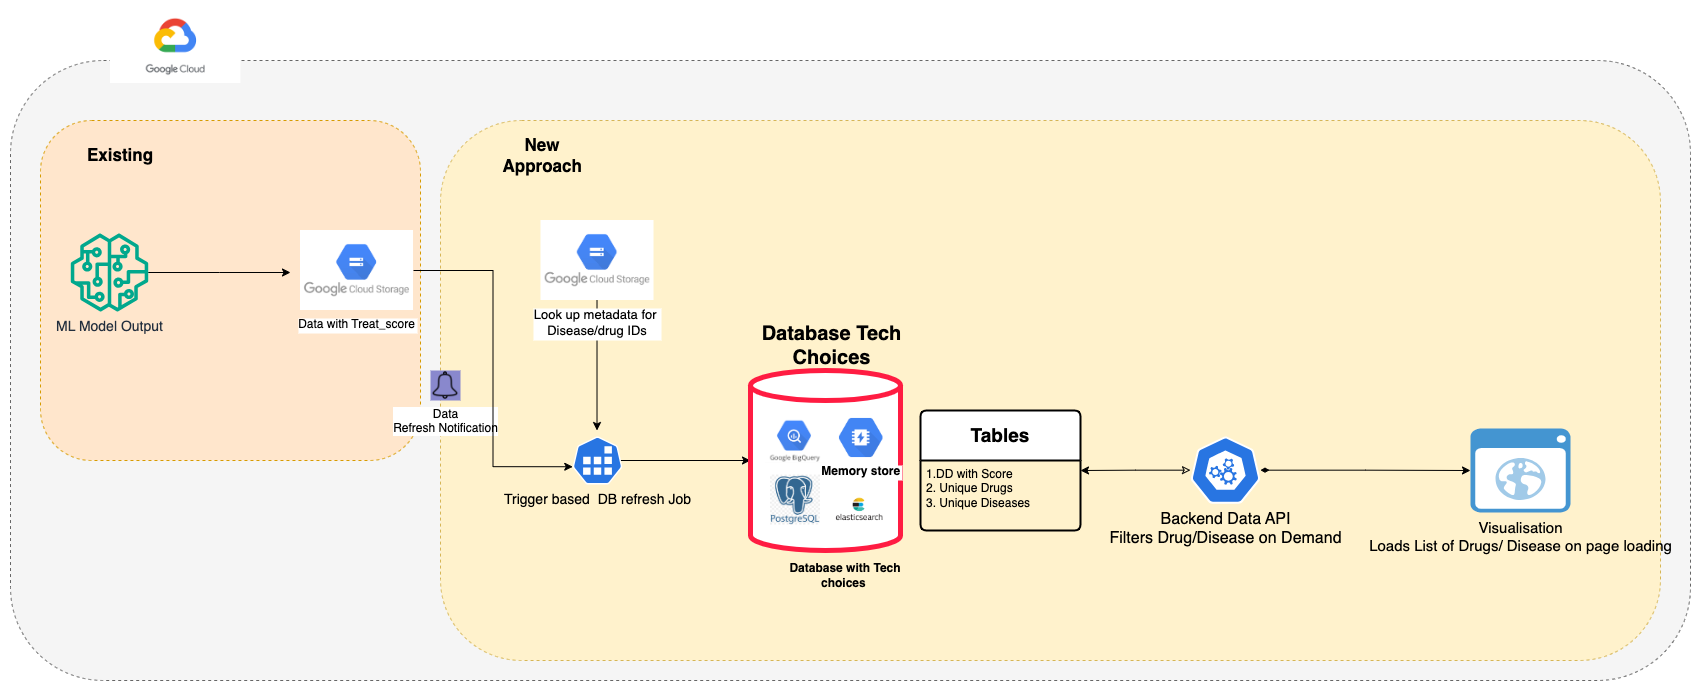 Google Cloud
Existing
New
Approach
Google Cloud Storage
Google Cloud Storage
ML Model Output
Data with Treat_score
Look up metadata for
Disease/drug IDs
Database Tech
Choices
Data
Refresh Notification
Google BigQuery
Memory store
PostgreSQL
elasticsearch
Tables
1.DD with Score
2. Unique Drugs
3. Unique Diseases
Trigger based DB refresh Job
Backend Data API
Filters Drug/Disease on Demand
Visualisation
Loads List of Drugs/ Disease on page loading
Database with Tech
choices